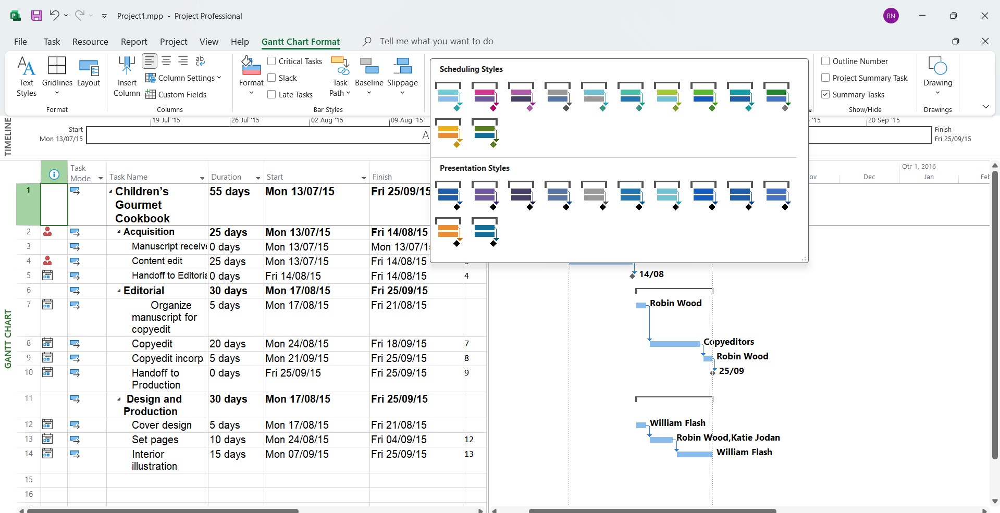 Project1.mpp - Project Professional
BN
File Task Resource Report Project View Help Gantt Chart Format Tell me what you want to do
Text Styles
Gridlines
Layout
Format
Insert Column
Column Settings
Custom Fields
Columns
Format
Critical Tasks
Slack
Late Tasks
Task Path
Baseline
Slippage
Bar Styles
Scheduling Styles
Presentation Styles
Outline Number
Project Summary Task
Summary Tasks
Show/Hide
Drawing
Drawings
TIMELINE
19 Jul '15 26 Jul '15 02 Aug '15 09 Aug '15 '15 20 Sep '15
Start
Mon 13/07/15
A
Finish
Fri 25/09/15
GANTT CHART
Task Mode Task Name Duration Start Finish
Qtr 1, 2016
ov Dec Jan Feb
1 Children's Gourmet Cookbook 55 days Mon 13/07/15 Fri 25/09/15
2 Acquisition 25 days Mon 13/07/15 Fri 14/08/15
3 Manuscript receive 0 days Mon 13/07/15 Mon 13/07/1
4 Content edit 25 days Mon 13/07/15 Fri 14/08/15
5 Handoff to Editoria 0 days Fri 14/08/15 Fri 14/08/15 4
14/08
6 Editorial 30 days Mon 17/08/15 Fri 25/09/15
7 Organize manuscript for copyedit 5 days Mon 17/08/15 Fri 21/08/15
Robin Wood
8 Copyedit 20 days Mon 24/08/15 Fri 18/09/15 7
Copyeditors
9 Copyedit incorp 5 days Mon 21/09/15 Fri 25/09/15 8
Robin Wood
10 Handoff to Production 0 days Fri 25/09/15 Fri 25/09/15 9
25/09
11 Design and Production 30 days Mon 17/08/15 Fri 25/09/15
12 Cover design 5 days Mon 17/08/15 Fri 21/08/15
William Flash
13 Set pages 10 days Mon 24/08/15 Fri 04/09/15 12
Robin Wood,Katie Jodan
14 Interior illustration 15 days Mon 07/09/15 Fri 25/09/15 13
William Flash
15
16